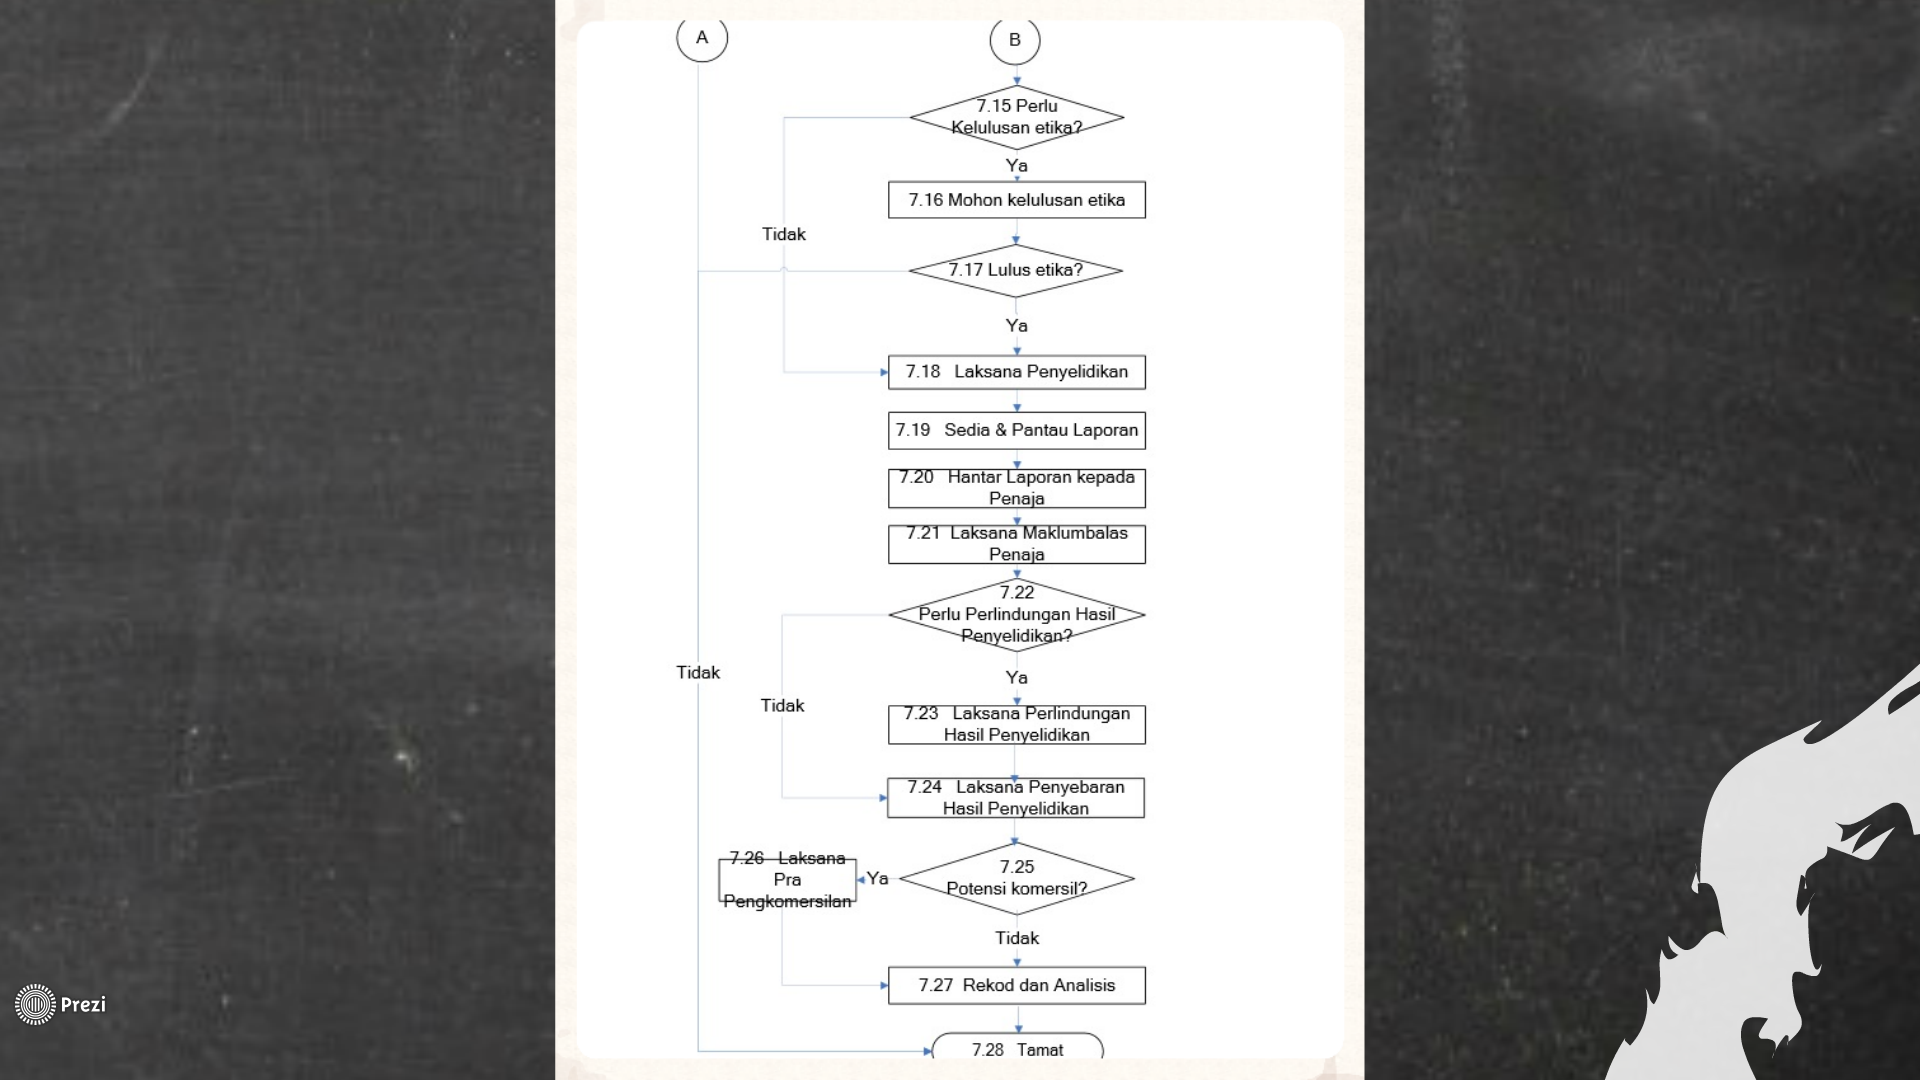 A
B
7.15 Perlu
Kelulusan etika?
Ya
7.16 Mohon kelulusan etika
Tidak
7.17 Lulus etika?
Ya
7.18 Laksana Penyelidikan
7.19 Sedia & Pantau Laporan
7.20 Hantar Laporan kepada
Penaja
7.21 Laksana Maklumbalas
Penaja
7.22
Perlu Perlindungan Hasil
Penyelidikan?
Tidak
Ya
Tidak
7.23 Laksana Perlindungan
Hasil Penyelidikan
7.24 Laksana Penyebaran
Hasil Penyelidikan
7.26 Laksana
Pra
Pengkomersilan
Ya
7.25
Potensi komersil?
Tidak
7.27 Rekod dan Analisis
7.28 Tamat
Prezi